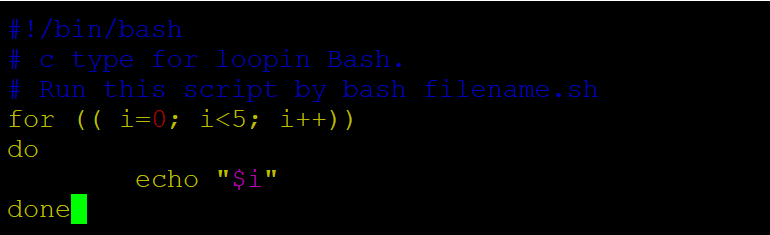 #!/bin/bash
# c type for loopin Bash.
# Run this script by bash filename.sh
for (( i=0; i<5; i++))
do
        echo "$i"
done